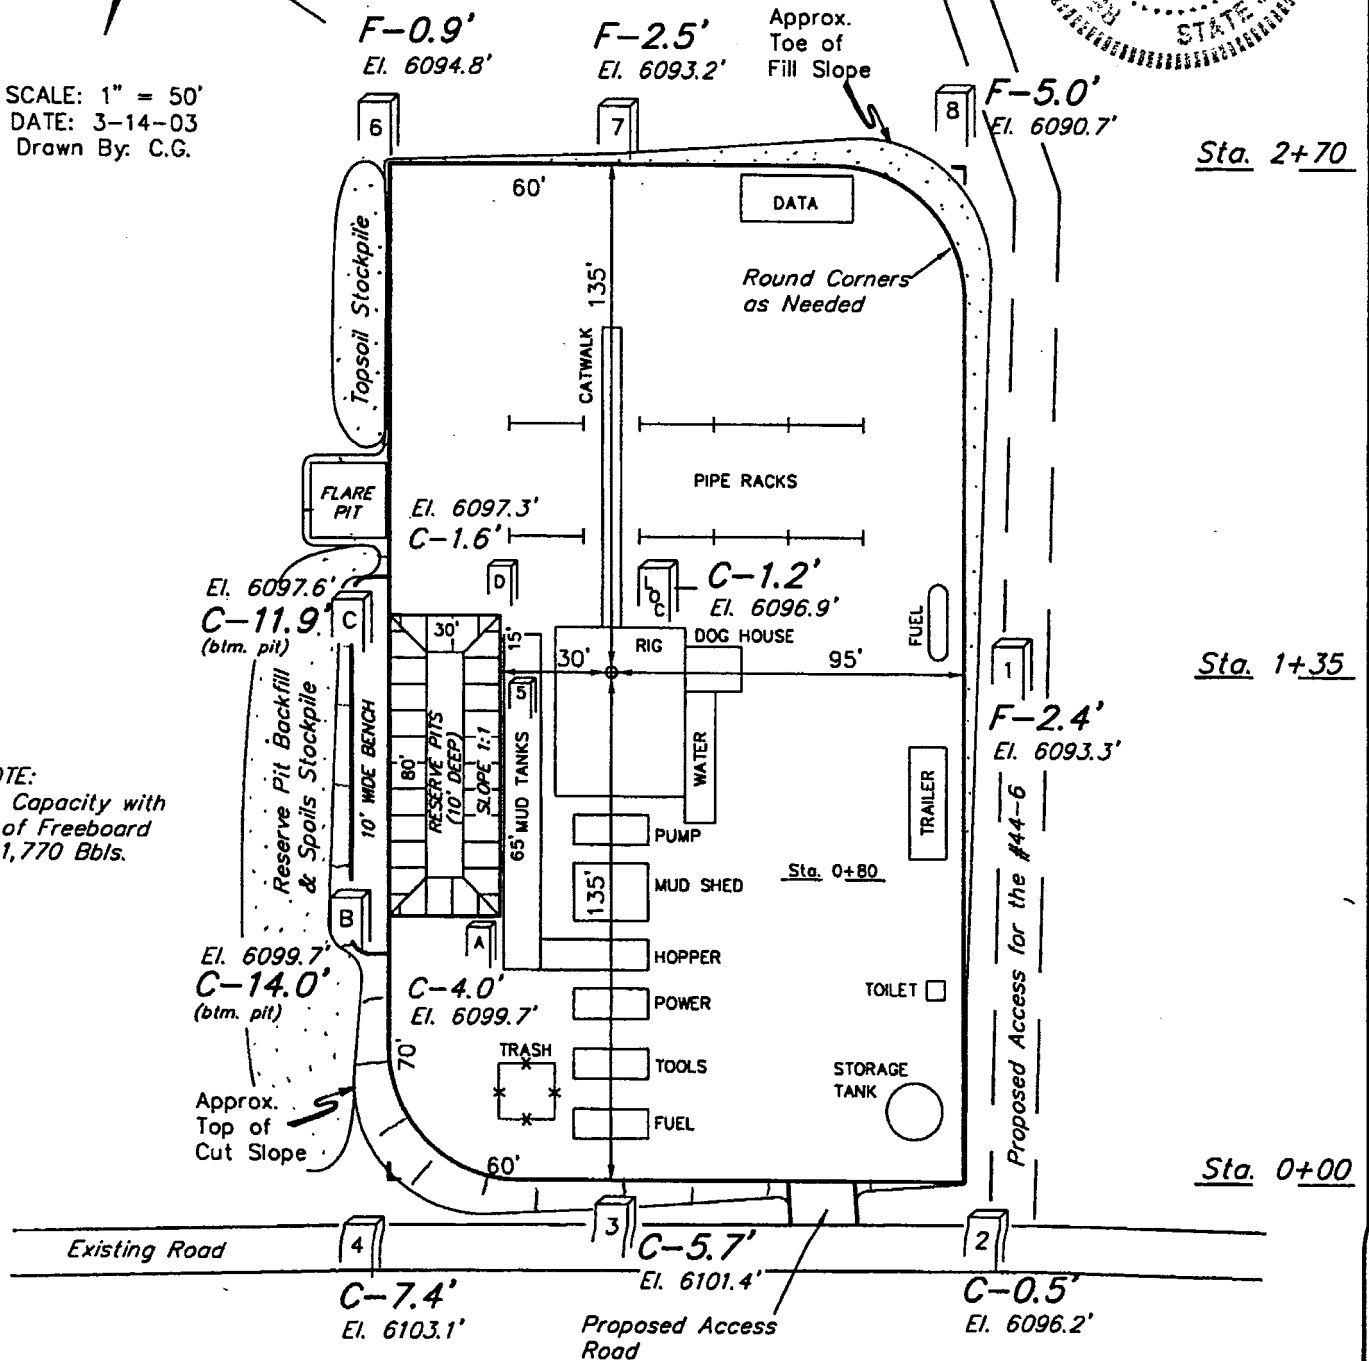 STATE
SCALE: 1" = 50'
DATE: 3-14-03
Drawn By: C.G.
F-0.9'
El. 6094.8'
F-2.5'
El. 6093.2'
Approx.
Toe of
Fill Slope
F-5.0'
El. 6090.7'
6
7
8
Sta. 2+70
60'
DATA
135'
Topsoil Stockpile
Round Corners
as Needed
CATWALK
PIPE RACKS
FLARE
PIT
El. 6097.3'
C-1.6'
D
LOC
C-1.2'
El. 6096.9'
El. 6097.6'
C-11.9'
(btm. pit)
C
30'
15'
RIG
DOG HOUSE
FUEL
30'
95'
1
Sta. 1+35
5
F-2.4'
El. 6093.3'
Reserve Pit Backfill
& Spoils Stockpile
10' WIDE BENCH
80'
RESERVE PITS
(10' DEEP)
SLOPE 1:1
65'
MUD TANKS
WATER
TRAILER
OTE:
Capacity with
of Freeboard
1,770 Bbls.
PUMP
MUD SHED
135'
Sta. 0+80
Proposed Access for the #44-6
B
A
El. 6099.7'
C-14.0'
(btm. pit)
C-4.0'
El. 6099.7'
HOPPER
POWER
TOILET
70'
TRASH
TOOLS
STORAGE
TANK
FUEL
Approx.
Top of
Cut Slope
60'
Sta. 0+00
Existing Road
4
3
2
C-5.7'
El. 6101.4'
C-7.4'
El. 6103.1'
C-0.5'
El. 6096.2'
Proposed Access
Road